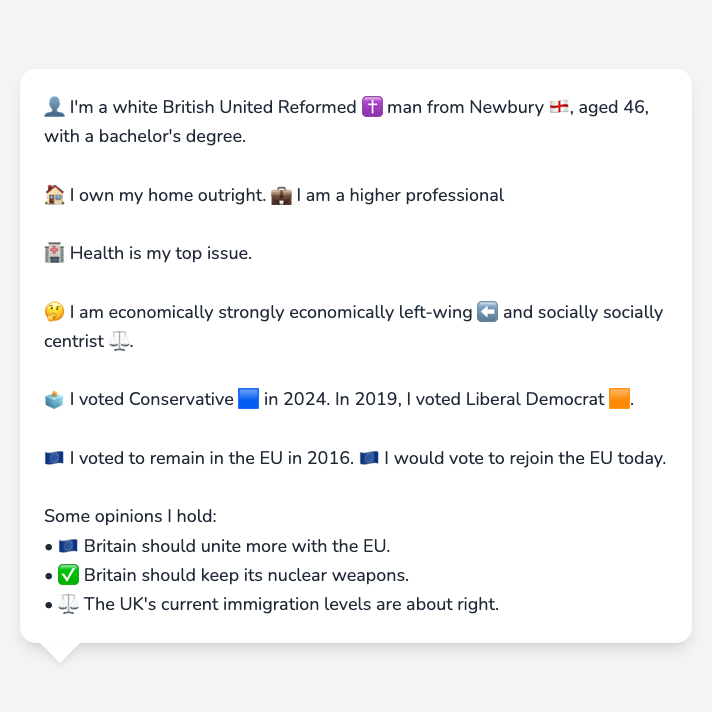 👤 I'm a white British United Reformed ✝️ man from Newbury 🏴󠁧󠁢󠁥󠁮󠁧󠁿, aged 46,
with a bachelor's degree.
🏠 I own my home outright. 💼 I am a higher professional
🏥 Health is my top issue.
🤔 I am economically strongly economically left-wing ⬅️ and socially socially
centrist ⚖️.
🗳️ I voted Conservative 🟦 in 2024. In 2019, I voted Liberal Democrat 🟧.
🇪🇺 I voted to remain in the EU in 2016. 🇪🇺 I would vote to rejoin the EU today.
Some opinions I hold:
• 🇪🇺 Britain should unite more with the EU.
• ✅ Britain should keep its nuclear weapons.
• ⚖️ The UK's current immigration levels are about right.